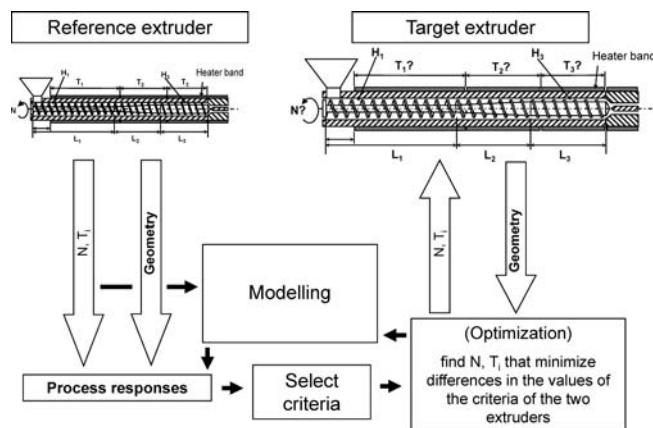 Reference extruder
Target extruder
H1
T1
T2
H3
T3
Heater band
N
L1
L2
L3
H1
T1?
T2?
H3
T3?
Heater band
N?
L1
L2
L3
N, Ti
Geometry
Modelling
N, Ti
Geometry
Process responses
Select
criteria
(Optimization)
find N, Ti that minimize
differences in the values of
the criteria of the two
extruders